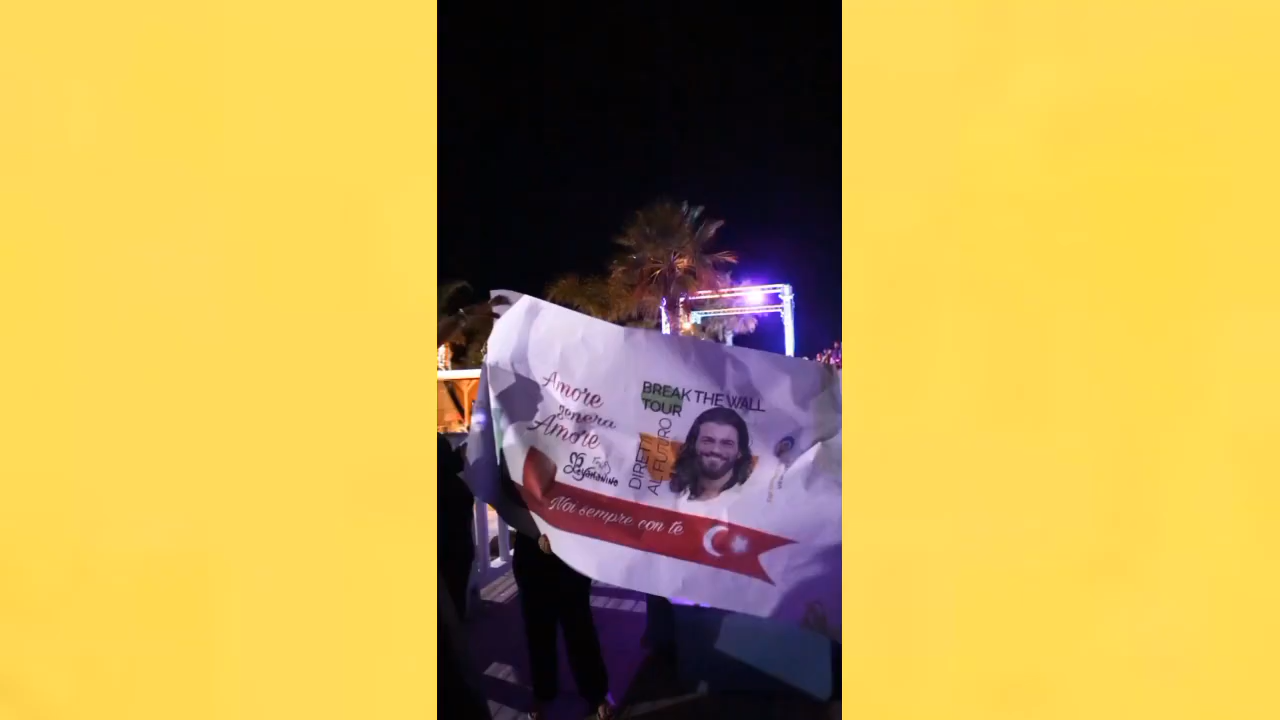 Amore
genera
Amore
BREAK THE WALL
TOUR
DIRETTI
AL FUTURO
Noi sempre con te